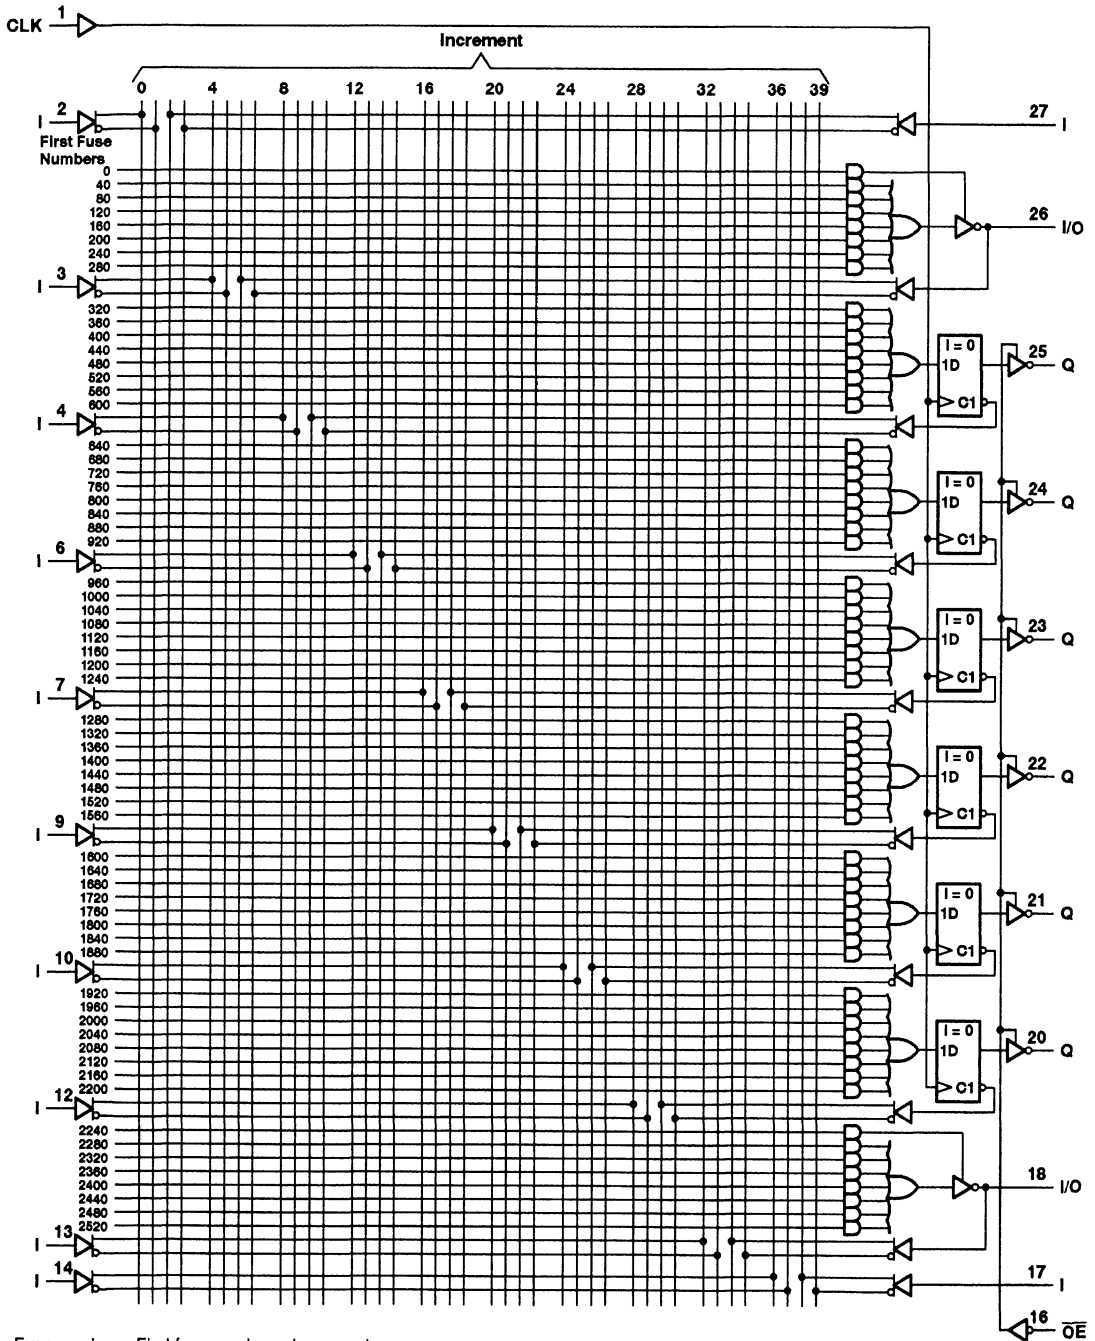 CLK 1
Increment
0 4 8 12 16 20 24 28 32 36 39
I 2
27 I
First Fuse
Numbers
0
40
80
120
160
26 I/O
200
240
280
I 3
320
360
400
440
I = 0
25 Q
480
1D
520
560
600
C1
I 4
640
680
720
760
I = 0
24 Q
800
1D
840
880
920
C1
I 6
960
1000
1040
1080
I = 0
23 Q
1120
1D
1160
1200
1240
C1
I 7
1280
1320
1360
1400
I = 0
22 Q
1440
1D
1480
1520
1560
C1
I 9
1600
1640
1680
1720
I = 0
21 Q
1760
1D
1800
1840
1880
C1
I 10
1920
1960
2000
2040
I = 0
20 Q
2080
1D
2120
2160
2200
C1
I 12
2240
2280
2320
2360
2400
18 I/O
2440
2480
2520
I 13
I 14
17 I
16 OE